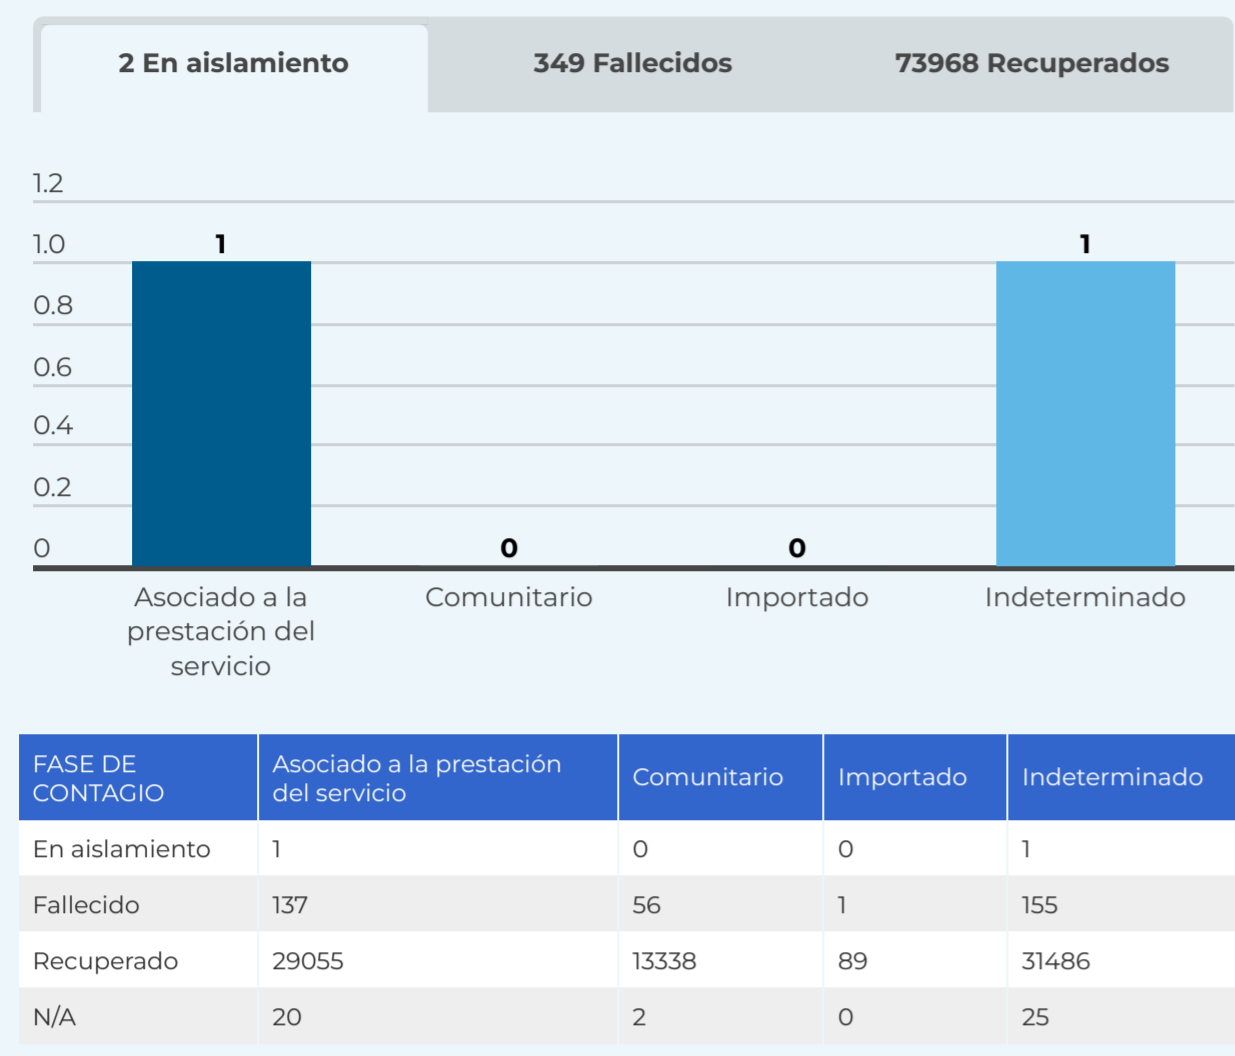 2 En aislamiento
349 Fallecidos
73968 Recuperados
1.2
1.0
0.8
0.6
0.4
0.2
0
1
0
0
1
Asociado a la
prestación del
servicio
Comunitario
Importado
Indeterminado
FASE DE
CONTAGIO
Asociado a la prestación
del servicio
Comunitario
Importado
Indeterminado
En aislamiento 1 0 0 1
Fallecido 137 56 1 155
Recuperado 29055 13338 89 31486
N/A 20 2 0 25